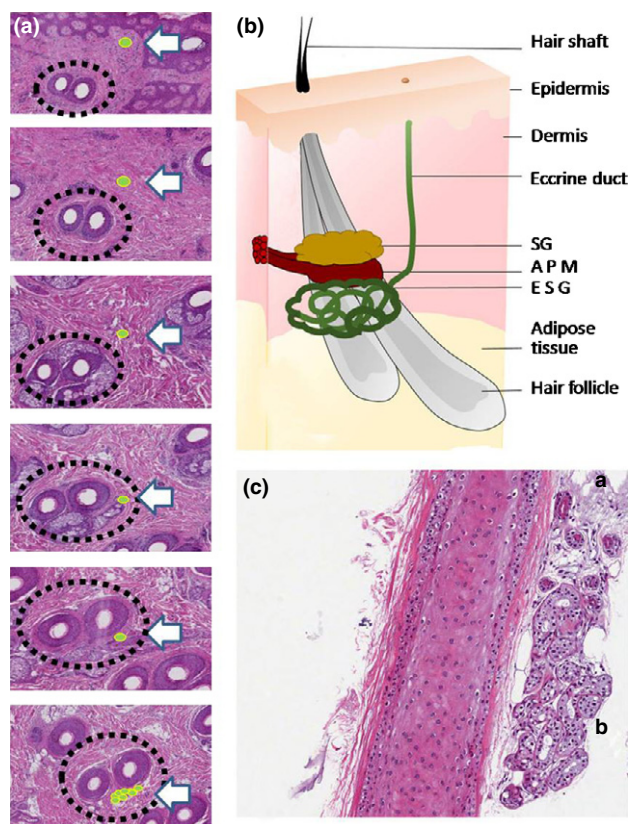 (a)
(b)
Hair shaft
Epidermis
Dermis
Eccrine duct
SG
A P M
E S G
Adipose
tissue
Hair follicle
(c)
a
b